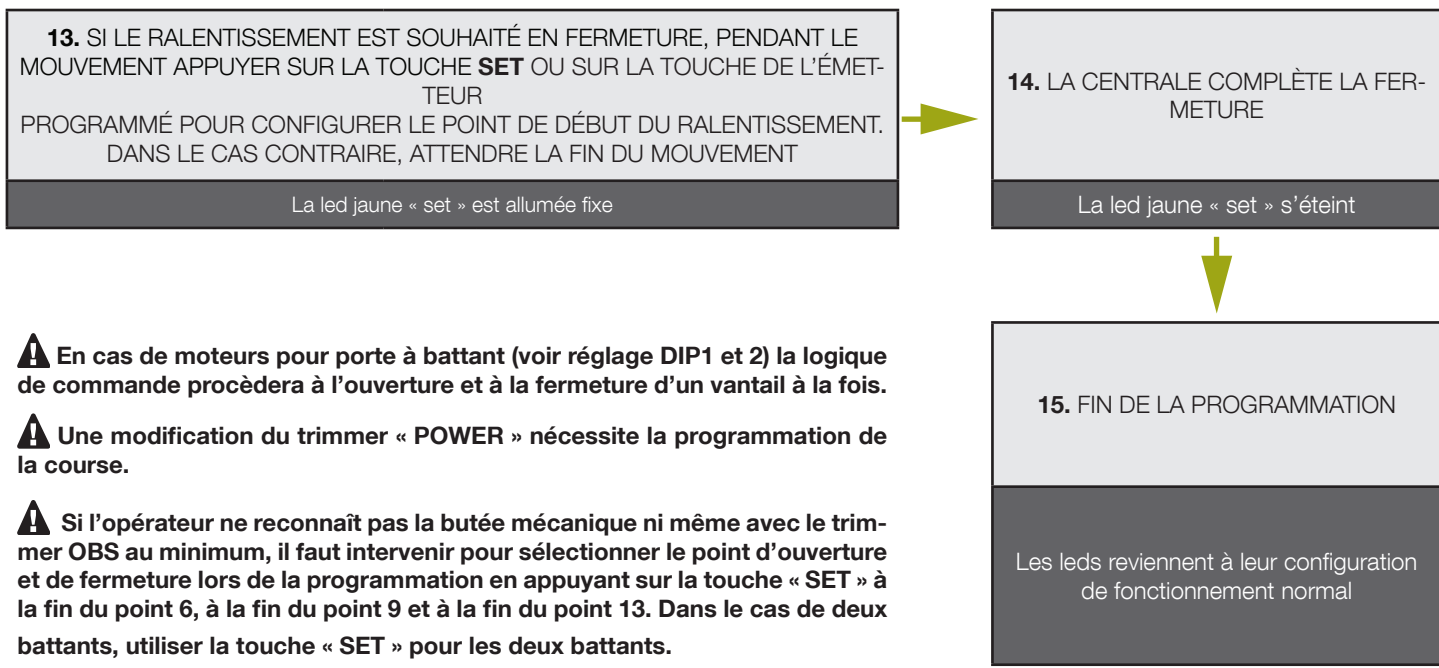 13. SI LE RALENTISSEMENT EST SOUHAITÉ EN FERMETURE, PENDANT LE
MOUVEMENT APPUYER SUR LA TOUCHE SET OU SUR LA TOUCHE DE L'ÉMET-
TEUR
PROGRAMMÉ POUR CONFIGURER LE POINT DE DÉBUT DU RALENTISSEMENT.
DANS LE CAS CONTRAIRE, ATTENDRE LA FIN DU MOUVEMENT
La led jaune « set » est allumée fixe
14. LA CENTRALE COMPLÈTE LA FER-
METURE
La led jaune « set » s'éteint
15. FIN DE LA PROGRAMMATION
Les leds reviennent à leur configuration
de fonctionnement normal
En cas de moteurs pour porte à battant (voir réglage DIP1 et 2) la logique
de commande procèdera à l'ouverture et à la fermeture d'un vantail à la fois.
Une modification du trimmer « POWER » nécessite la programmation de
la course.
Si l'opérateur ne reconnaît pas la butée mécanique ni même avec le trim-
mer OBS au minimum, il faut intervenir pour sélectionner le point d'ouverture
et de fermeture lors de la programmation en appuyant sur la touche « SET » à
la fin du point 6, à la fin du point 9 et à la fin du point 13. Dans le cas de deux
battants, utiliser la touche « SET » pour les deux battants.